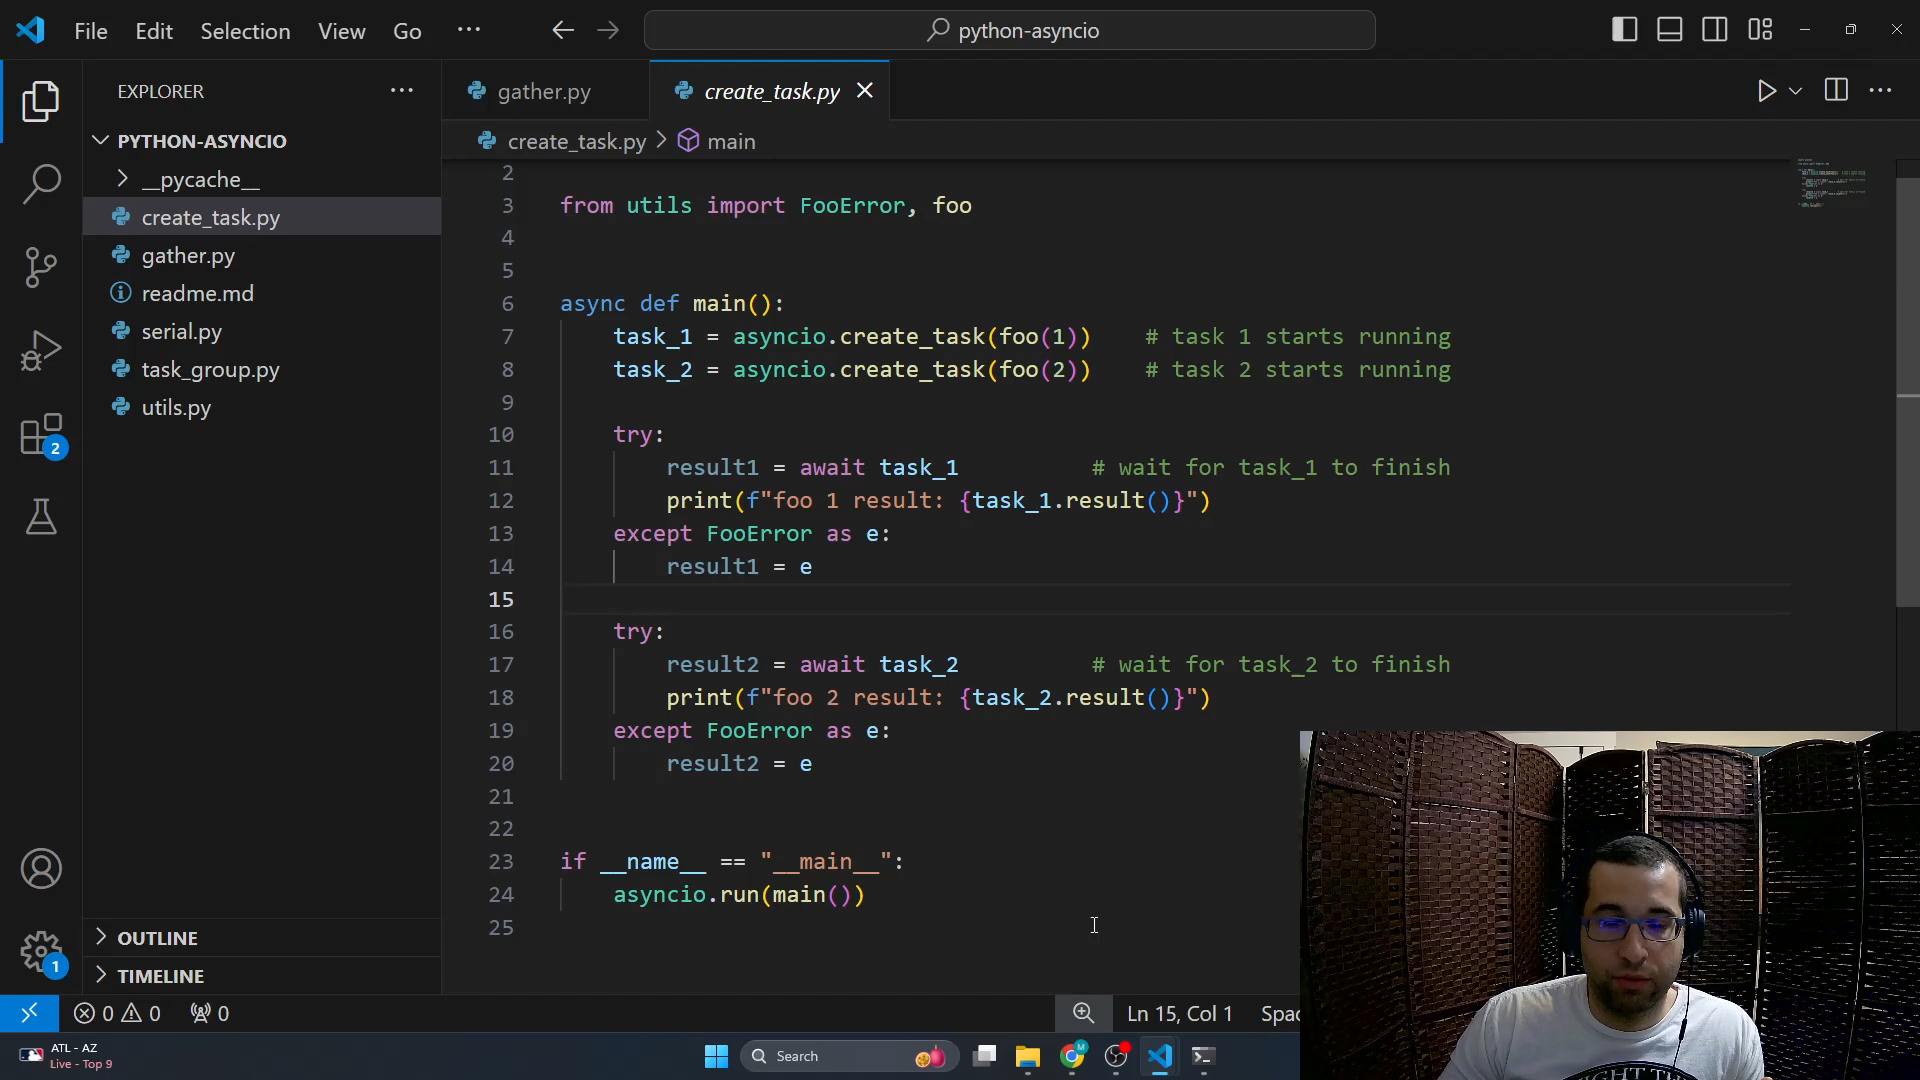 File Edit Selection View Go ··· python-asyncio
EXPLORER ···
PYTHON-ASYNCIO
__pycache__
create_task.py
gather.py
readme.md
serial.py
task_group.py
utils.py
OUTLINE
TIMELINE
2
1
gather.py create_task.py
create_task.py > main
2
3 from utils import FooError, foo
4
5
6 async def main():
7 task_1 = asyncio.create_task(foo(1)) # task 1 starts running
8 task_2 = asyncio.create_task(foo(2)) # task 2 starts running
9
10 try:
11 result1 = await task_1 # wait for task_1 to finish
12 print(f"foo 1 result: {task_1.result()}")
13 except FooError as e:
14 result1 = e
15
16 try:
17 result2 = await task_2 # wait for task_2 to finish
18 print(f"foo 2 result: {task_2.result()}")
19 except FooError as e:
20 result2 = e
21
22
23 if __name__ == "__main__":
24 asyncio.run(main())
25
0 0 0 Ln 15, Col 1 Spac
ATL - AZ
Live - Top 9
Search
M